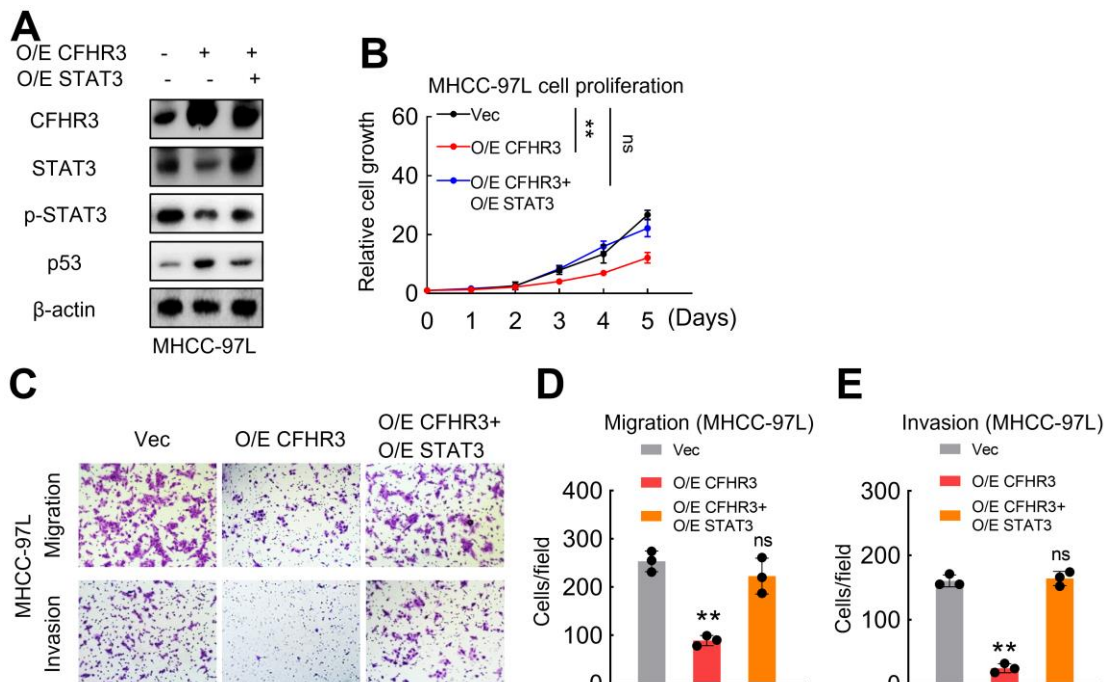 A
O/E CFHR3 - + +
O/E STAT3 - - +
CFHR3
STAT3
p-STAT3
p53
β-actin
MHCC-97L
B
MHCC-97L cell proliferation
Relative cell growth
60
40
20
0
Vec
O/E CFHR3
O/E CFHR3+
O/E STAT3
**
ns
0 1 2 3 4 5 (Days)
C
Vec
O/E CFHR3
O/E CFHR3+
O/E STAT3
MHCC-97L
Migration
Invasion
D
Migration (MHCC-97L)
Vec
O/E CFHR3
O/E CFHR3+
O/E STAT3
Cells/field
400
300
200
100
0
**
ns
E
Invasion (MHCC-97L)
Vec
O/E CFHR3
O/E CFHR3+
O/E STAT3
Cells/field
300
200
100
0
**
ns